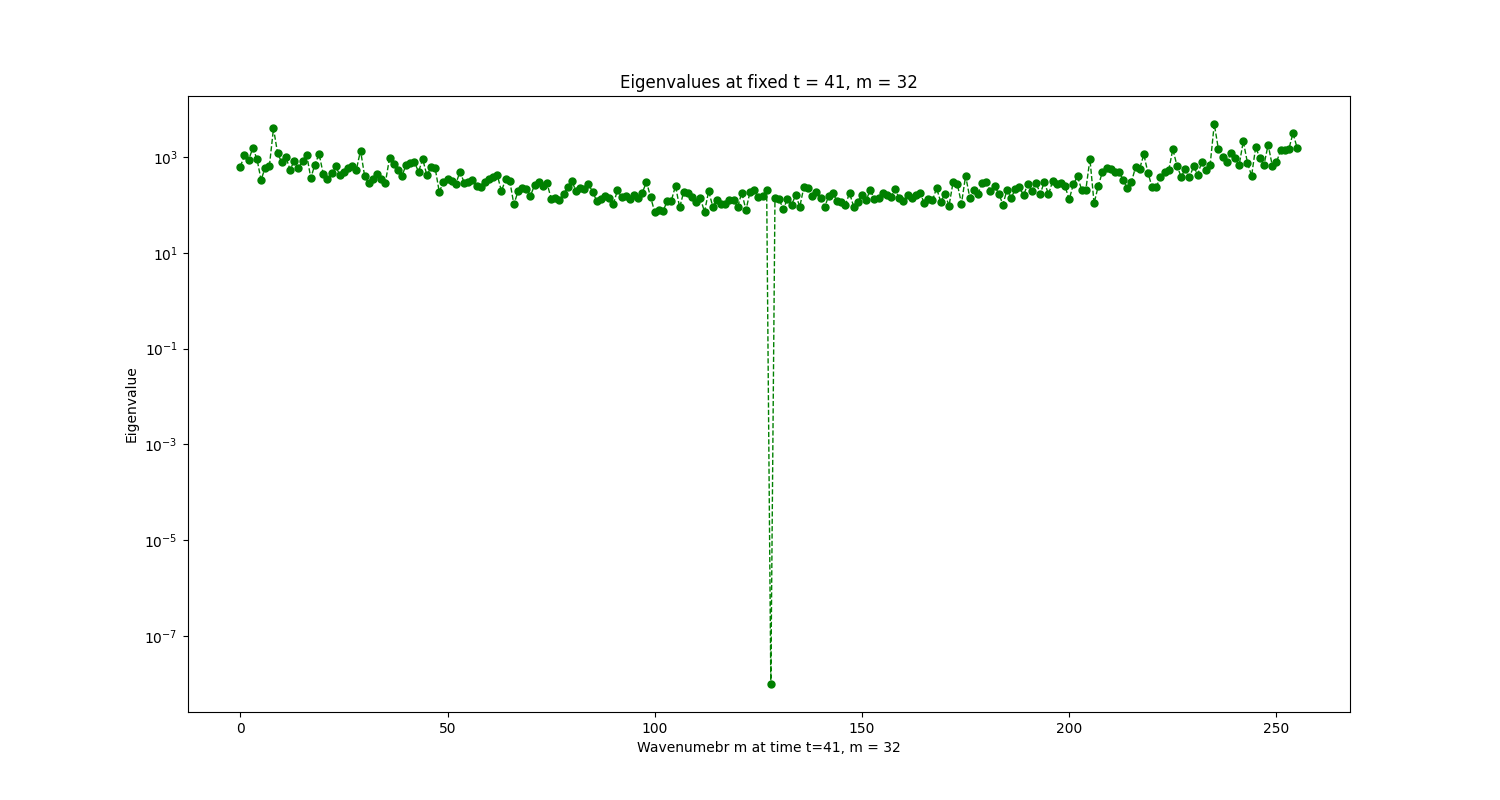 Eigenvalues at fixed t = 41, m = 32
10³
10¹
10⁻¹
10⁻³
10⁻⁵
10⁻⁷
Eigenvalue
0 50 100 150 200 250
Wavenumebr m at time t=41, m = 32